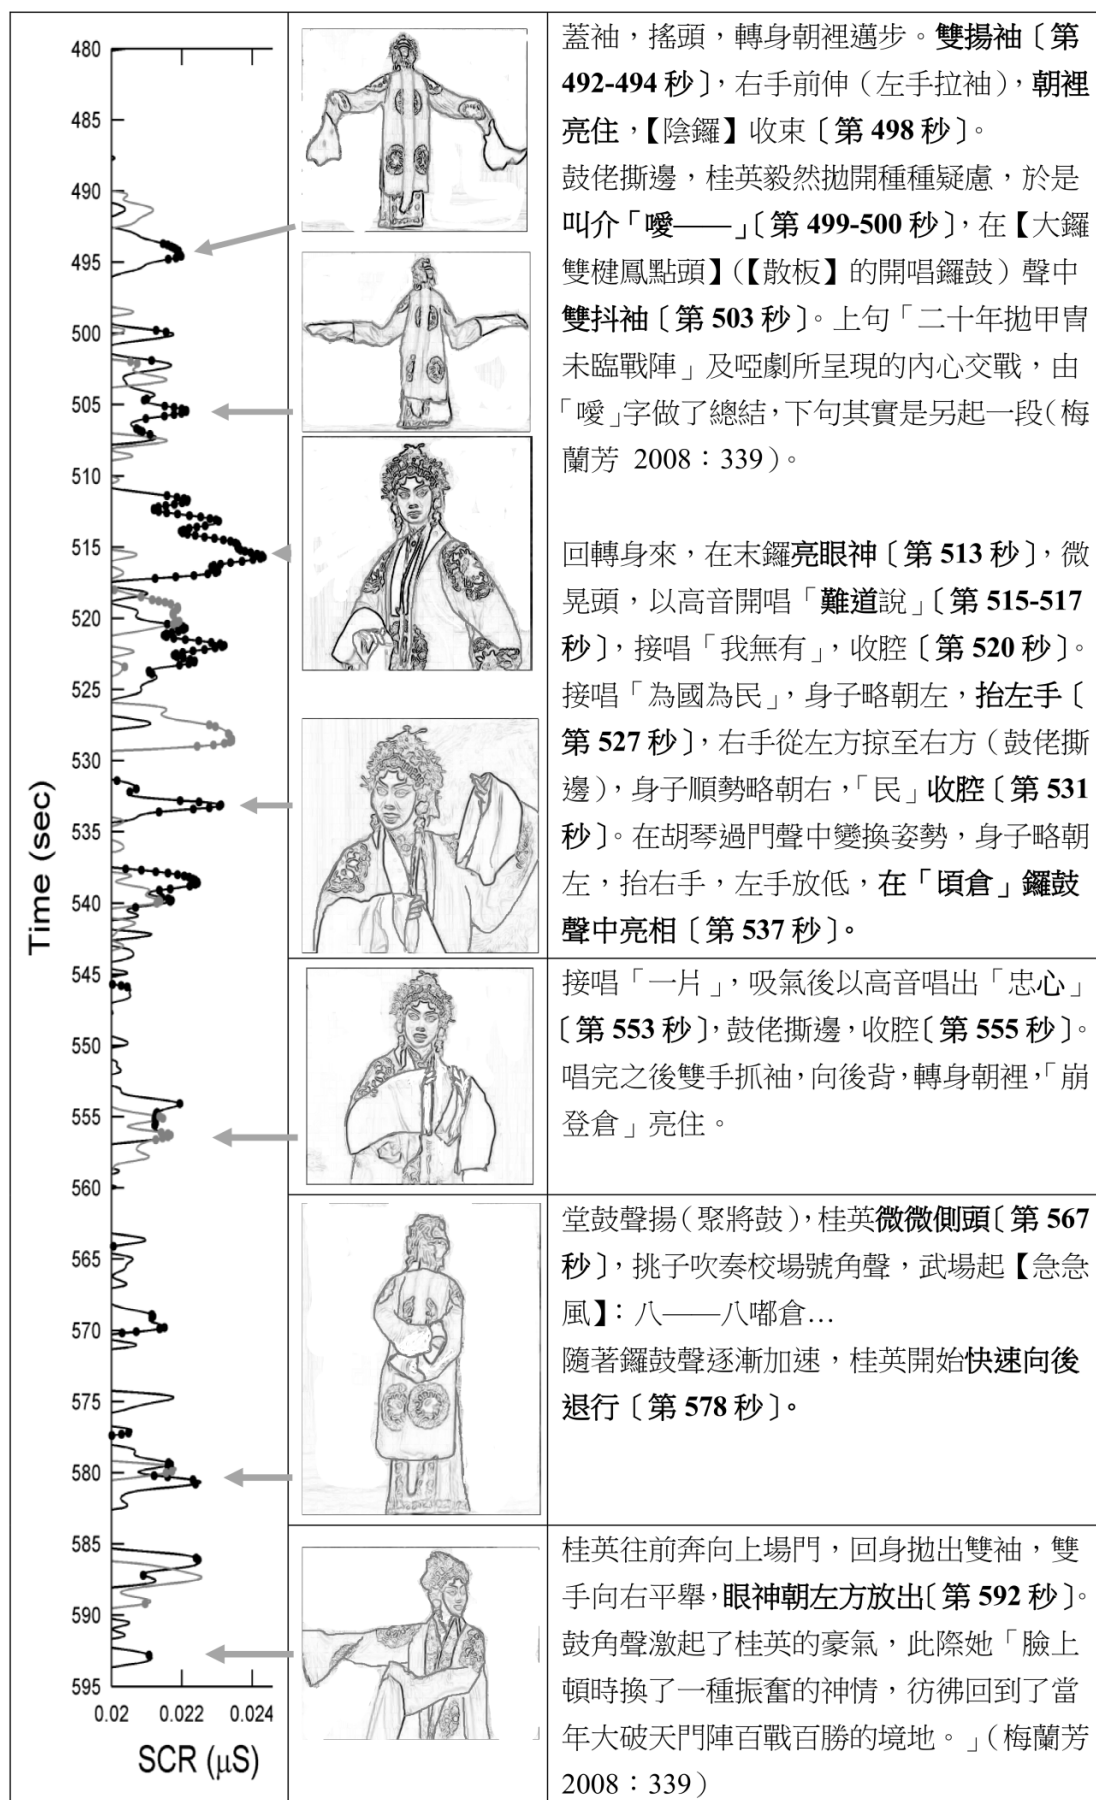 480
485
490
495
500
505
510
515
520
525
530
535
540
545
550
555
560
565
570
575
580
585
590
595
0.02 0.022 0.024
Time (sec)
SCR (μS)
蓋袖，搖頭，轉身朝裡邁步。雙揚袖〔第
492-494 秒〕，右手前伸（左手拉袖），朝裡
亮住，【陰鑼】收束〔第 498 秒〕。
鼓佬撕邊，桂英毅然拋開種種疑慮，於是
叫介「噯——」〔第 499-500 秒〕，在【大鑼
雙楗鳳點頭】（【散板】的開唱鑼鼓）聲中
雙抖袖〔第 503 秒〕。上句「二十年拋甲冑
未臨戰陣」及啞劇所呈現的內心交戰，由
「噯」字做了總結，下句其實是另起一段（梅
蘭芳 2008：339）。
回轉身來，在末鑼亮眼神〔第 513 秒〕，微
晃頭，以高音開唱「難道說」〔第 515-517
秒〕，接唱「我無有」，收腔〔第 520 秒〕。
接唱「為國為民」，身子略朝左，抬左手〔
第 527 秒〕，右手從左方掠至右方（鼓佬撕
邊），身子順勢略朝右，「民」收腔〔第 531
秒〕。在胡琴過門聲中變換姿勢，身子略朝
左，抬右手，左手放低，在「頃倉」鑼鼓
聲中亮相〔第 537 秒〕。
接唱「一片」，吸氣後以高音唱出「忠心」
〔第 553 秒〕，鼓佬撕邊，收腔〔第 555 秒〕。
唱完之後雙手抓袖，向後背，轉身朝裡，「崩
登倉」亮住。
堂鼓聲揚（聚將鼓），桂英微微側頭〔第 567
秒〕，挑子吹奏校場號角聲，武場起【急急
風】：八——八嘟倉…
隨著鑼鼓聲逐漸加速，桂英開始快速向後
退行〔第 578 秒〕。
桂英往前奔向上場門，回身拋出雙袖，雙
手向右平舉，眼神朝左方放出〔第 592 秒〕。
鼓角聲激起了桂英的豪氣，此際她「臉上
頓時換了一種振奮的神情，彷彿回到了當
年大破天門陣百戰百勝的境地。」（梅蘭芳
2008：339）